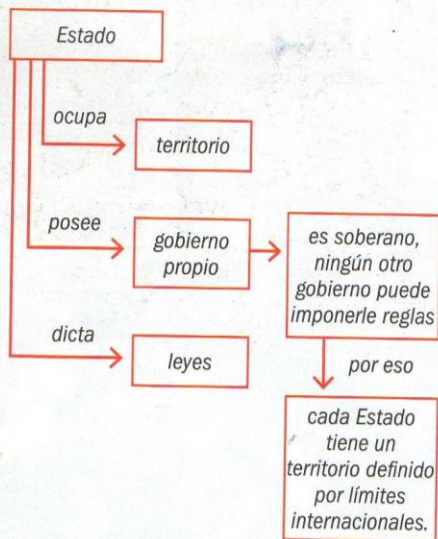 Estado
ocupa
territorio
posee
gobierno
propio
es soberano,
ningún otro
gobierno puede
imponerle reglas
dicta
leyes
por eso
cada Estado
tiene un
territorio definido
por límites
internacionales.